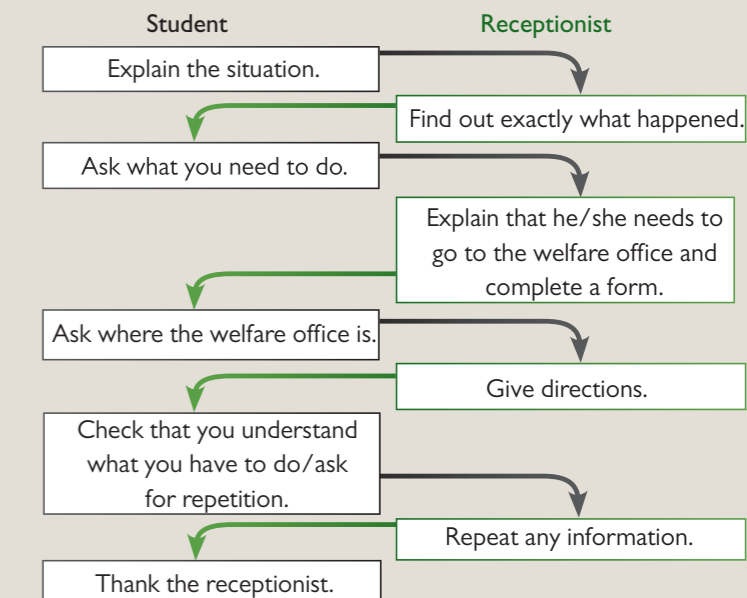 Student
Receptionist
Explain the situation.
Find out exactly what happened.
Ask what you need to do.
Explain that he/she needs to
go to the welfare office and
complete a form.
Ask where the welfare office is.
Give directions.
Check that you understand
what you have to do/ask
for repetition.
Repeat any information.
Thank the receptionist.